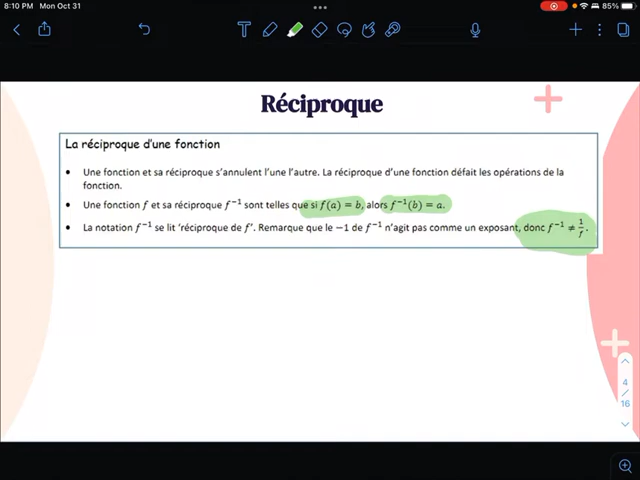 8:10 PM Mon Oct 31
85%
Réciproque
La réciproque d'une fonction
• Une fonction et sa réciproque s'annulent l'une l'autre. La réciproque d'une fonction défait les opérations de la
fonction.
• Une fonction f et sa réciproque f⁻¹ sont telles que si f(a) = b, alors f⁻¹(b) = a.
• La notation f⁻¹ se lit 'réciproque de f'. Remarque que le −1 de f⁻¹ n'agit pas comme un exposant, donc f⁻¹ ≠ 1/f.
4
/
16